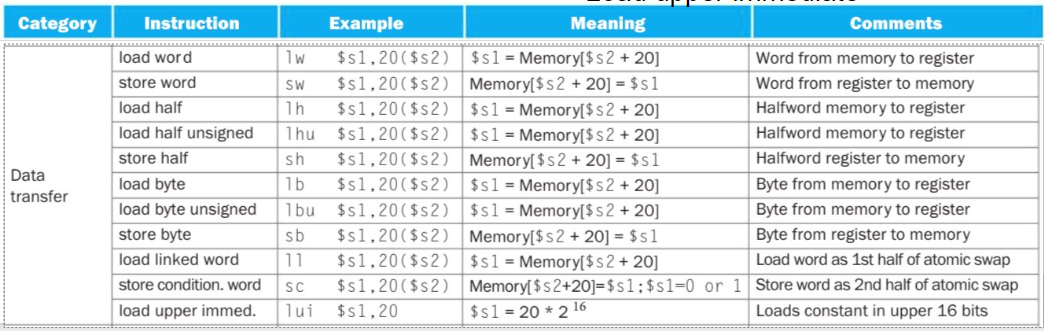 Load upper immediate
Category Instruction Example Meaning Comments
load word lw $s1,20($s2) $s1 = Memory[$s2 + 20] Word from memory to register
store word sw $s1,20($s2) Memory[$s2 + 20] = $s1 Word from register to memory
load half lh $s1,20($s2) $s1 = Memory[$s2 + 20] Halfword memory to register
load half unsigned lhu $s1,20($s2) $s1 = Memory[$s2 + 20] Halfword memory to register
store half sh $s1,20($s2) Memory[$s2 + 20] = $s1 Halfword register to memory
Data
transfer
load byte lb $s1,20($s2) $s1 = Memory[$s2 + 20] Byte from memory to register
load byte unsigned lbu $s1,20($s2) $s1 = Memory[$s2 + 20] Byte from memory to register
store byte sb $s1,20($s2) Memory[$s2 + 20] = $s1 Byte from register to memory
load linked word ll $s1,20($s2) $s1 = Memory[$s2 + 20] Load word as 1st half of atomic swap
store condition. word sc $s1,20($s2) Memory[$s2+20]=$s1;$s1=0 or 1 Store word as 2nd half of atomic swap
load upper immed. lui $s1,20 $s1 = 20 * 2¹⁶ Loads constant in upper 16 bits